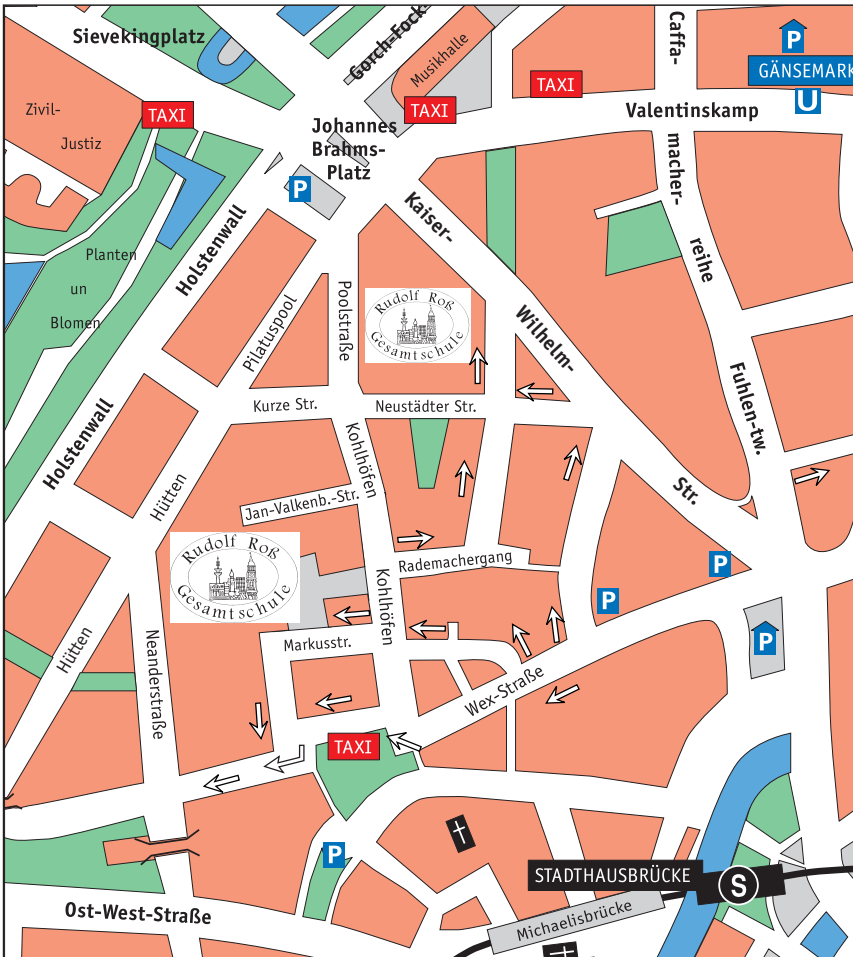 Sievekingplatz
Gorch-Fock-
Musikhalle
Caffa-
P
GÄNSEMARK
U
TAXI
TAXI
TAXI
Valentinskamp
Zivil-
Justiz
Johannes
Brahms-
Platz
P
macher-
reihe
Kaiser-
Wilhelm-
Str.
Holstenwall
Planten
un
Blomen
Pilatuspool
Poolstraße
Rudolf Roß
Gesamtschule
Fuhlen-tw.
Kurze Str.
Neustädter Str.
Holstenwall
Hütten
Kohlhöfen
Jan-Valkenb.-Str.
Rademachergang
Rudolf Roß
Gesamtschule
P
P
P
Kohlhöfen
Markusstr.
Hütten
Neanderstraße
Wex-Straße
TAXI
P
STADTHAUSBRÜCKE
S
Ost-West-Straße
Michaelisbrücke